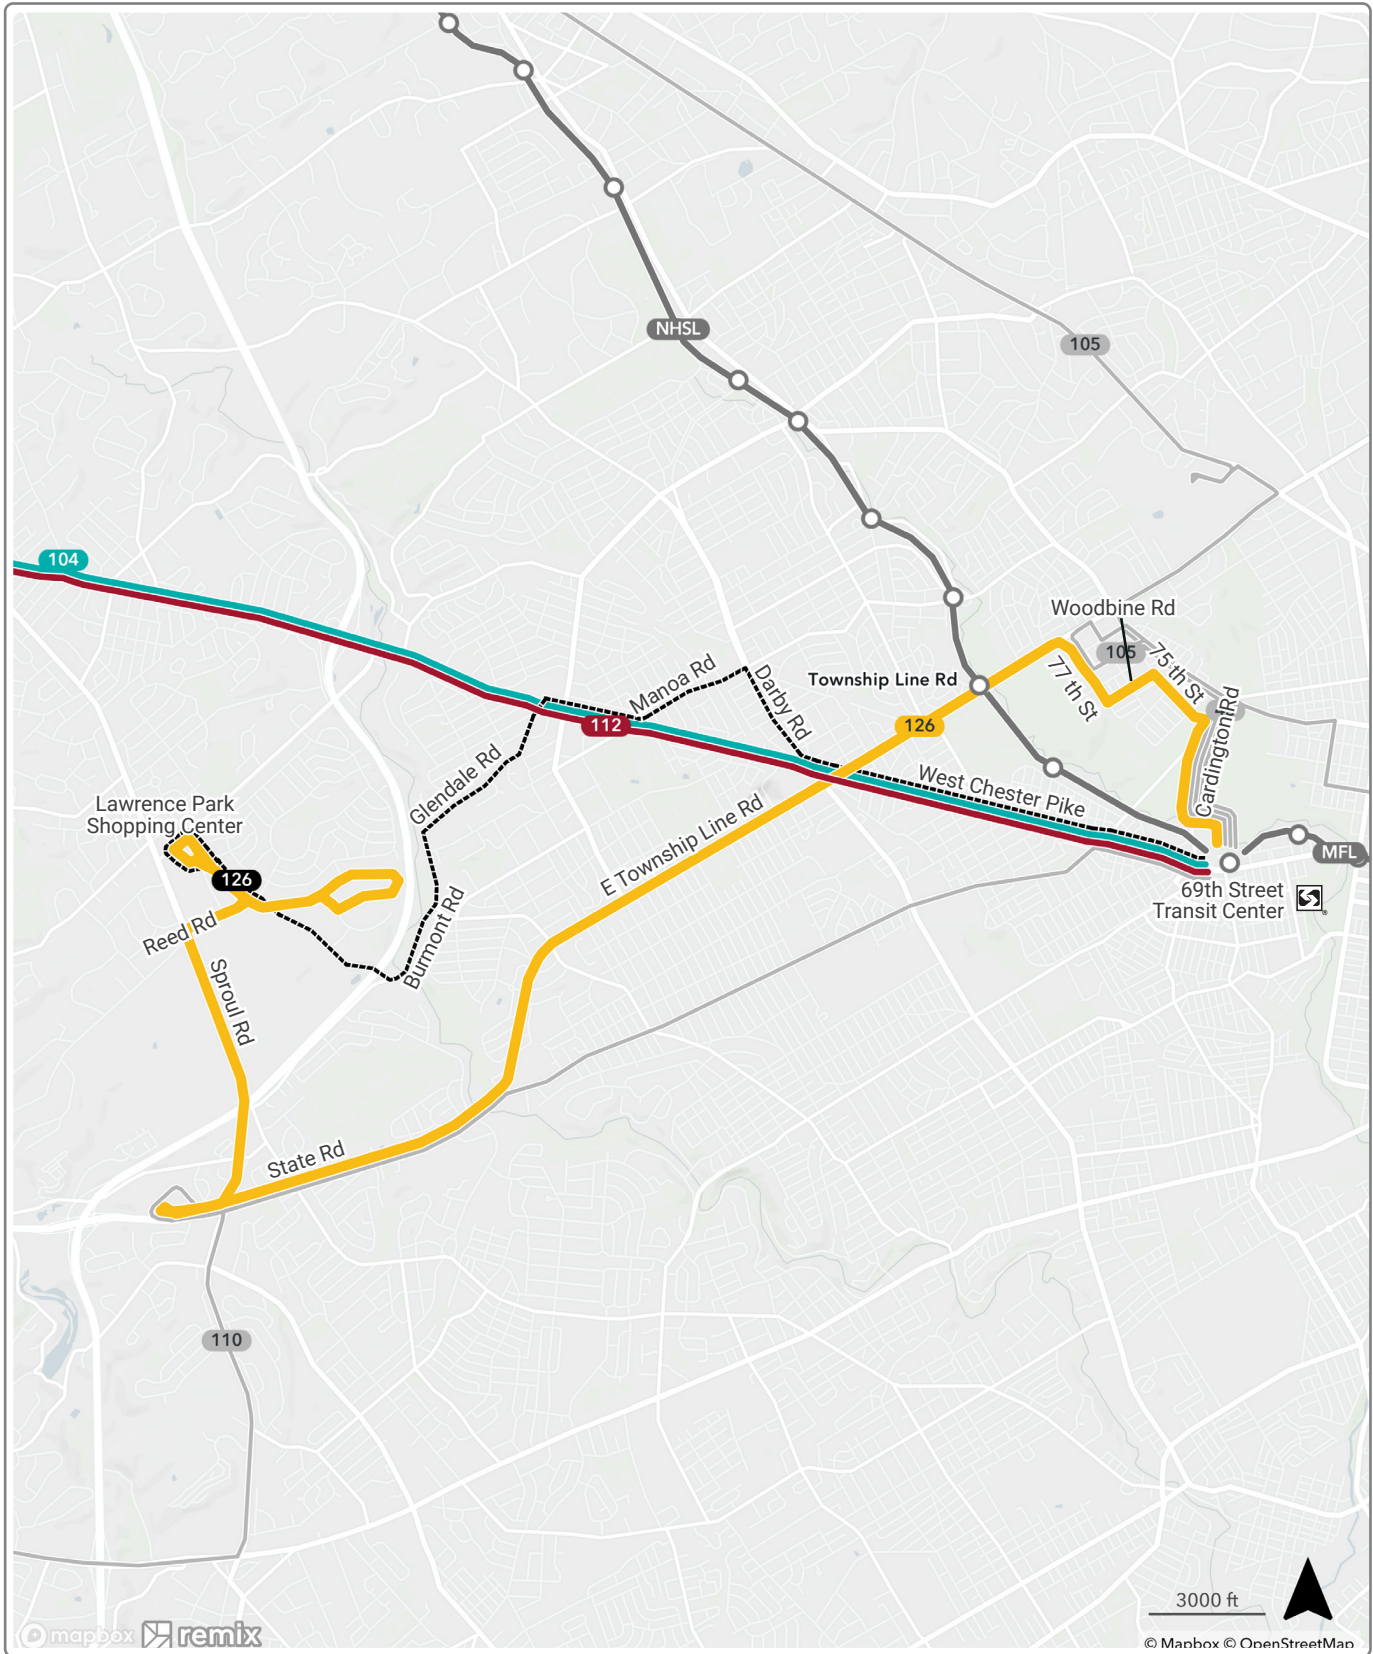 NHSL
105
104
Woodbine Rd
105
75 th St
77 th St
Manoa Rd
Darby Rd
Township Line Rd
Cardington Rd
112
126
Glendale Rd
West Chester Pike
Lawrence Park
Shopping Center
E Township Line Rd
MFL
126
69th Street
Transit Center
Reed Rd
Burmont Rd
Sproul Rd
State Rd
110
3000 ft
mapbox
remix
© Mapbox © OpenStreetMap